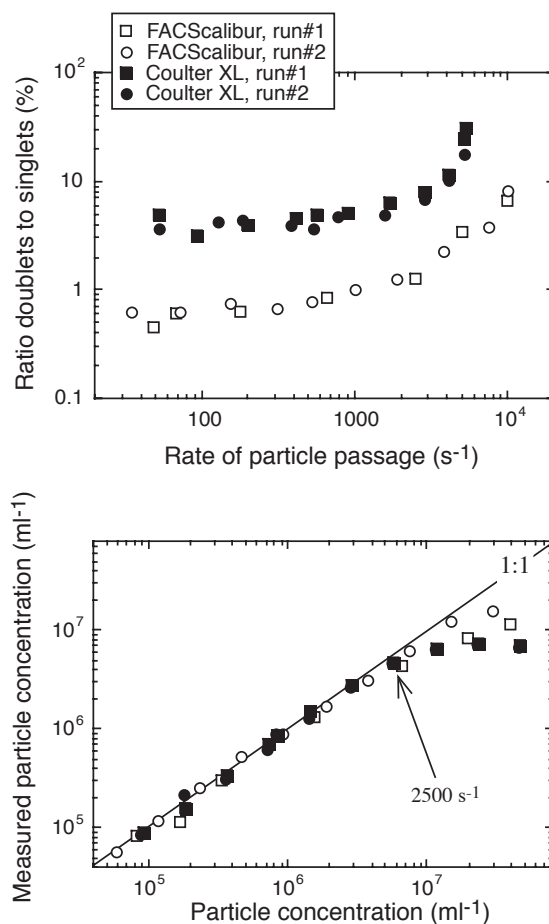 FACScalibur, run#1
FACScalibur, run#2
Coulter XL, run#1
Coulter XL, run#2
Ratio doublets to singlets (%)
10²
10
1
0.1
100
1000
10⁴
Rate of particle passage (s⁻¹)
Measured particle concentration (ml⁻¹)
1:1
10⁷
10⁶
10⁵
2500 s⁻¹
10⁵
10⁶
10⁷
Particle concentration (ml⁻¹)